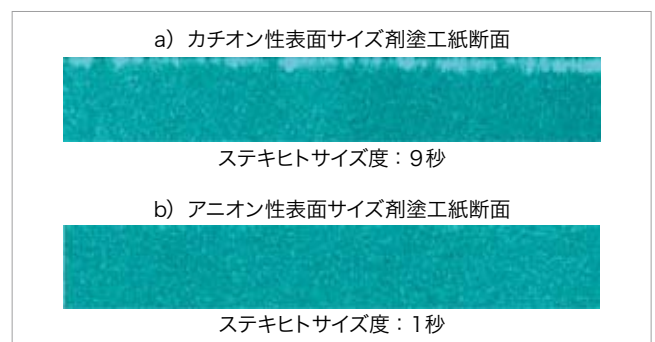 a）カチオン性表面サイズ剤塗工紙断面
ステキヒトサイズ度：9秒
b）アニオン性表面サイズ剤塗工紙断面
ステキヒトサイズ度：1秒